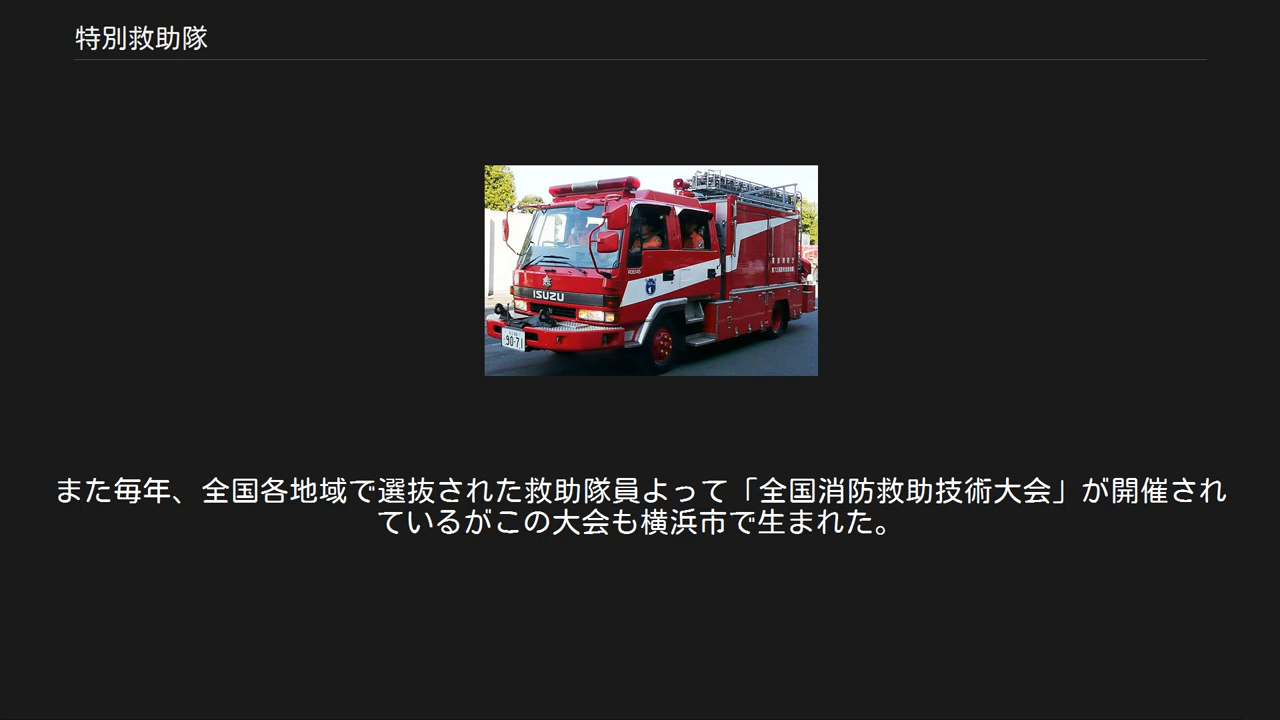 特別救助隊
ISUZU
90-71
また毎年、全国各地域で選抜された救助隊員よって「全国消防救助技術大会」が開催され
ているがこの大会も横浜市で生まれた。